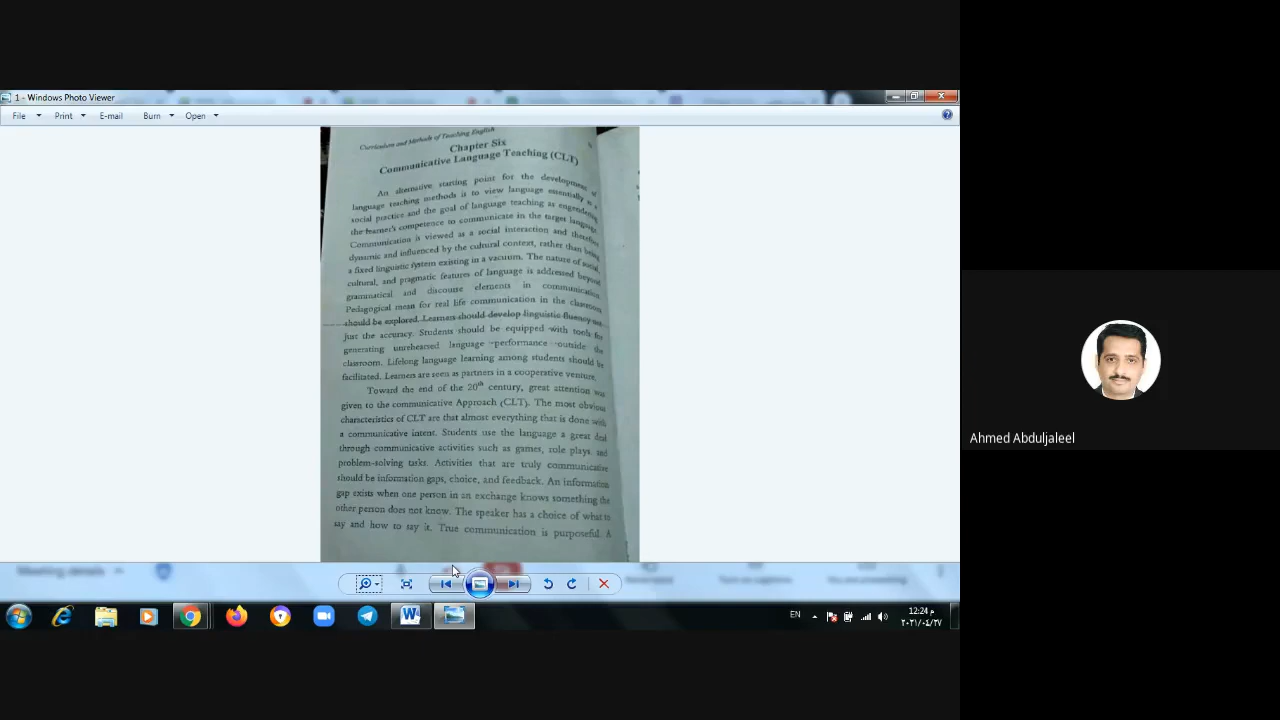 1 - Windows Photo Viewer
File Print E-mail Burn Open
Curriculum and Methods of Teaching English
Chapter Six
Communicative Language Teaching (CLT)
An alternative starting point for the development of
language teaching methods is to view language essentially as a
social practice and the goal of language teaching as engendering
the learner's competence to communicate in the target language.
Communication is viewed as a social interaction and therefore
dynamic and influenced by the cultural context, rather than being
a fixed linguistic system existing in a vacuum. The nature of social,
cultural, and pragmatic features of language is addressed beyond
grammatical and discourse elements in communication.
Pedagogical mean for real life communication in the classroom
should be explored. Learners should develop linguistic fluency not
just the accuracy. Students should be equipped with tools for
generating unrehearsed language performance outside the
classroom. Lifelong language learning among students should be
facilitated. Learners are seen as partners in a cooperative venture.
Toward the end of the 20th century, great attention was
given to the communicative Approach (CLT). The most obvious
characteristics of CLT are that almost everything that is done with
a communicative intent. Students use the language a great deal
through communicative activities such as games, role plays and
problem-solving tasks. Activities that are truly communicative
should be information gaps, choice, and feedback. An information
gap exists when one person in an exchange knows something the
other person does not know. The speaker has a choice of what to
say and how to say it. True communication is purposeful. A
Meeting details
Turn on captions
You are presenting
EN
12:24 م
٢٠٢١/٠٤/٢٧
Ahmed Abduljaleel